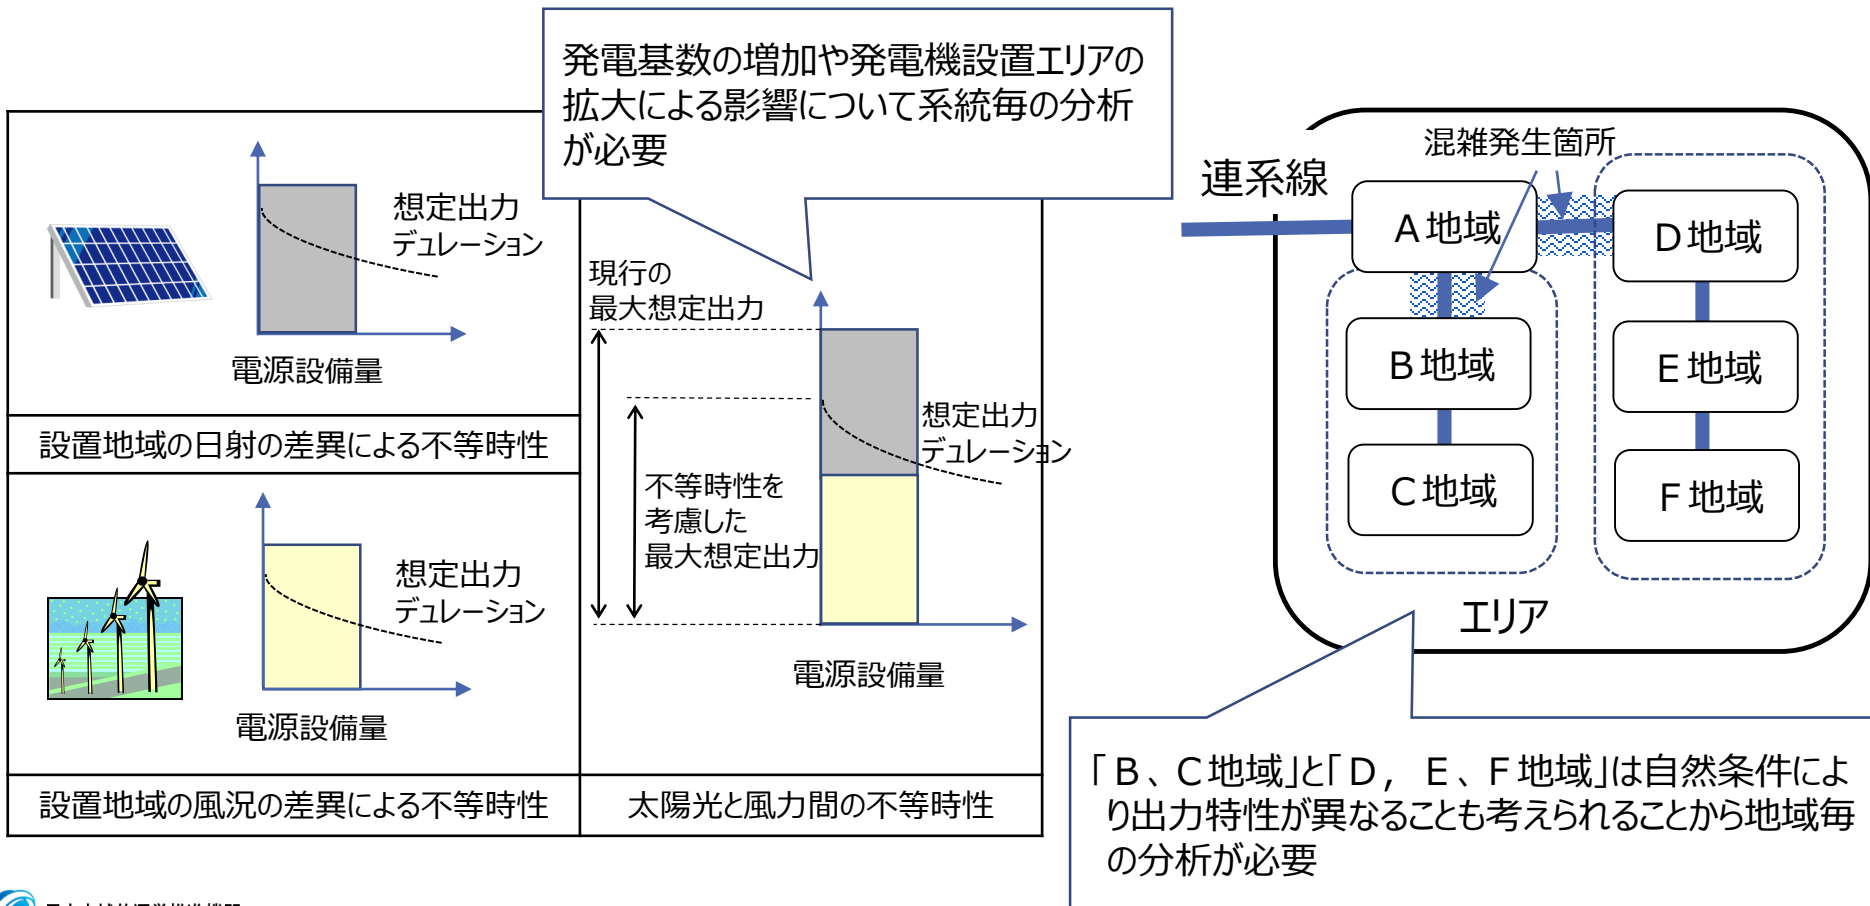 発電基数の増加や発電機設置エリアの
拡大による影響について系統毎の分析
が必要
想定出力
デュレーション
電源設備量
設置地域の日射の差異による不等時性
想定出力
デュレーション
電源設備量
設置地域の風況の差異による不等時性
現行の
最大想定出力
不等時性を
考慮した
最大想定出力
想定出力
デュレーション
電源設備量
太陽光と風力間の不等時性
混雑発生箇所
連系線
A地域
B地域
C地域
D地域
E地域
F地域
エリア
「B、C地域」と「D,E、F地域」は自然条件によ
り出力特性が異なることも考えられることから地域毎
の分析が必要